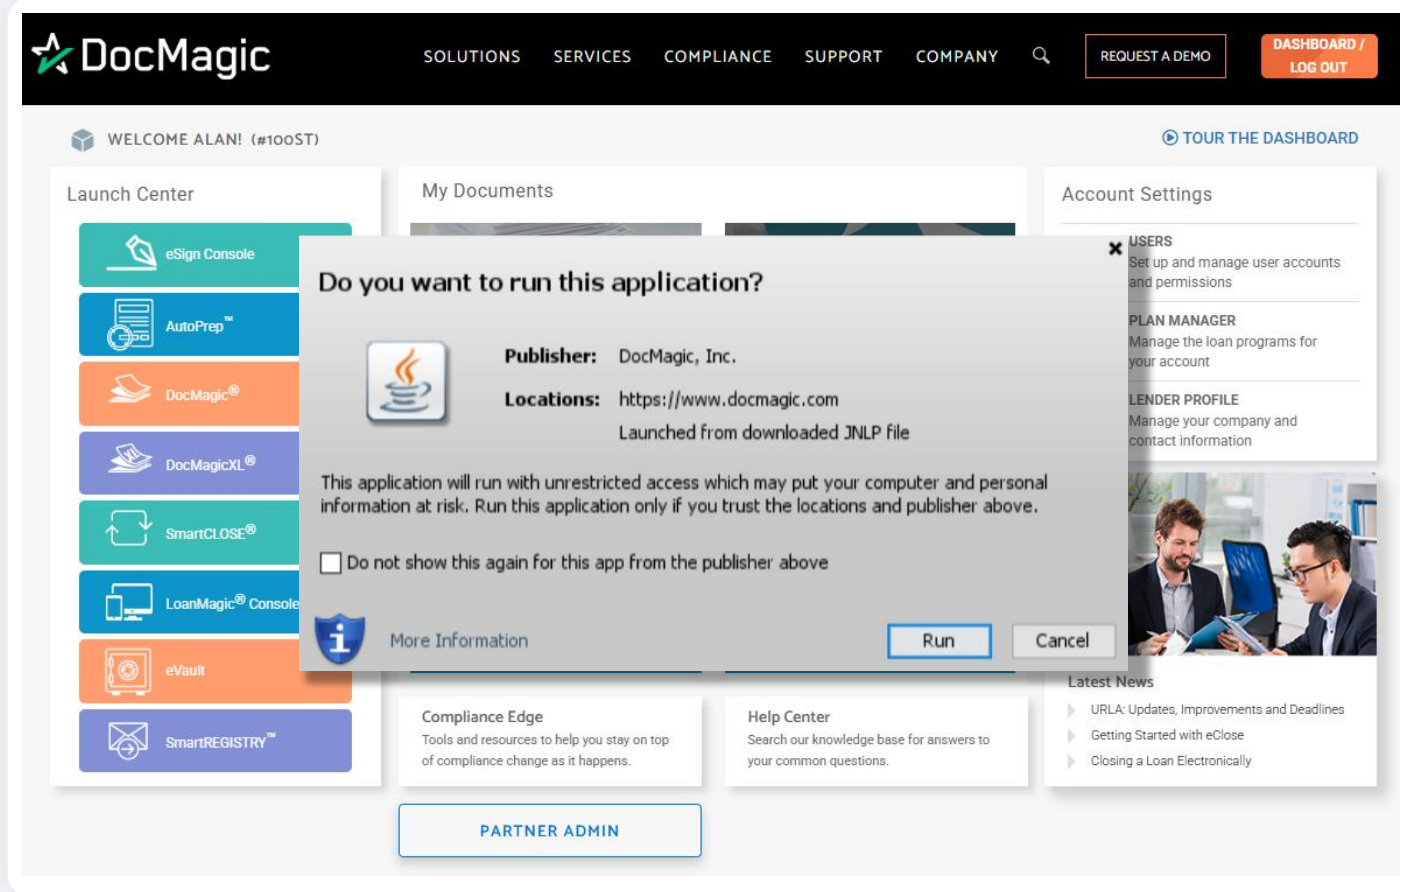 DocMagic
SOLUTIONS SERVICES COMPLIANCE SUPPORT COMPANY
REQUEST A DEMO
DASHBOARD /
LOG OUT
WELCOME ALAN! (#100ST)
TOUR THE DASHBOARD
Launch Center
eSign Console
AutoPrep™
DocMagic®
DocMagicXL®
SmartCLOSE®
LoanMagic® Console
eVault
SmartREGISTRY™
My Documents
Do you want to run this application?
Publisher: DocMagic, Inc.
Locations: https://www.docmagic.com
Launched from downloaded JNLP file
This application will run with unrestricted access which may put your computer and personal
information at risk. Run this application only if you trust the locations and publisher above.
Do not show this again for this app from the publisher above
More Information
Run
Cancel
Compliance Edge
Tools and resources to help you stay on top
of compliance change as it happens.
Help Center
Search our knowledge base for answers to
your common questions.
PARTNER ADMIN
Account Settings
USERS
Set up and manage user accounts
and permissions
PLAN MANAGER
Manage the loan programs for
your account
LENDER PROFILE
Manage your company and
contact information
Latest News
URLA: Updates, Improvements and Deadlines
Getting Started with eClose
Closing a Loan Electronically